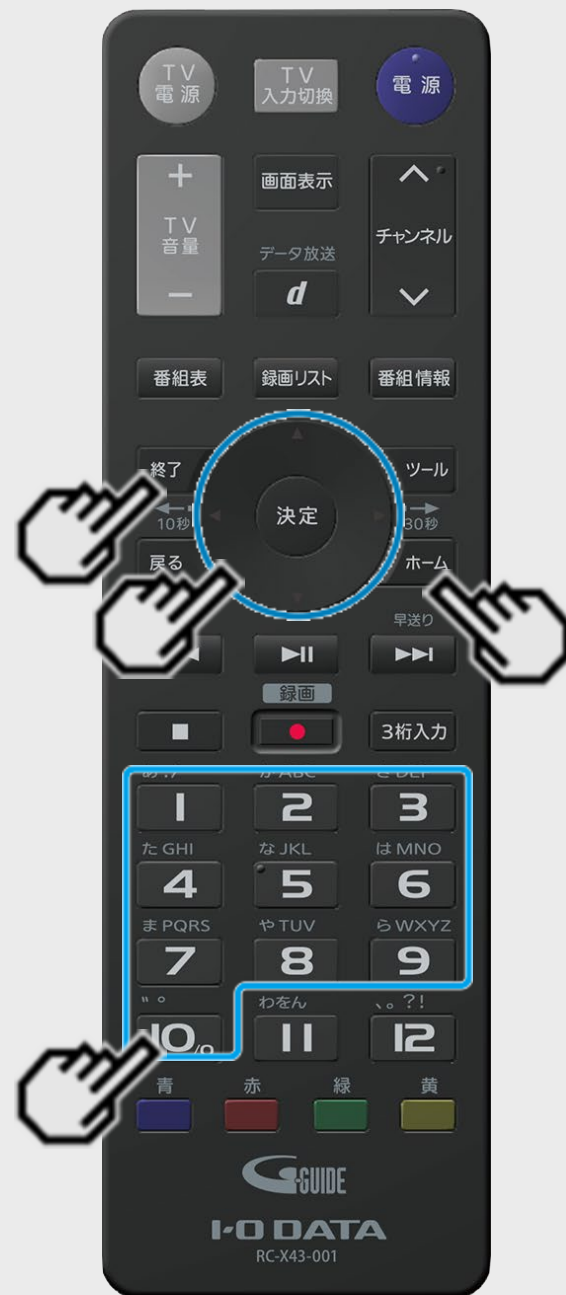 TV
電源
TV
入力切換
電源
+
TV
音量
−
画面表示
チャンネル
データ放送
d
番組表
録画リスト
番組情報
終了
ツール
10秒
決定
30秒
戻る
ホーム
早送り
録画
3桁入力
1
2
3
た GHI
な JKL
は MNO
4
5
6
ま PQRS
や TUV
ら WXYZ
7
8
9
" °
わをん
、。?!
10/0
11
12
青
赤
緑
黄
G-GUIDE
I-O DATA
RC-X43-001